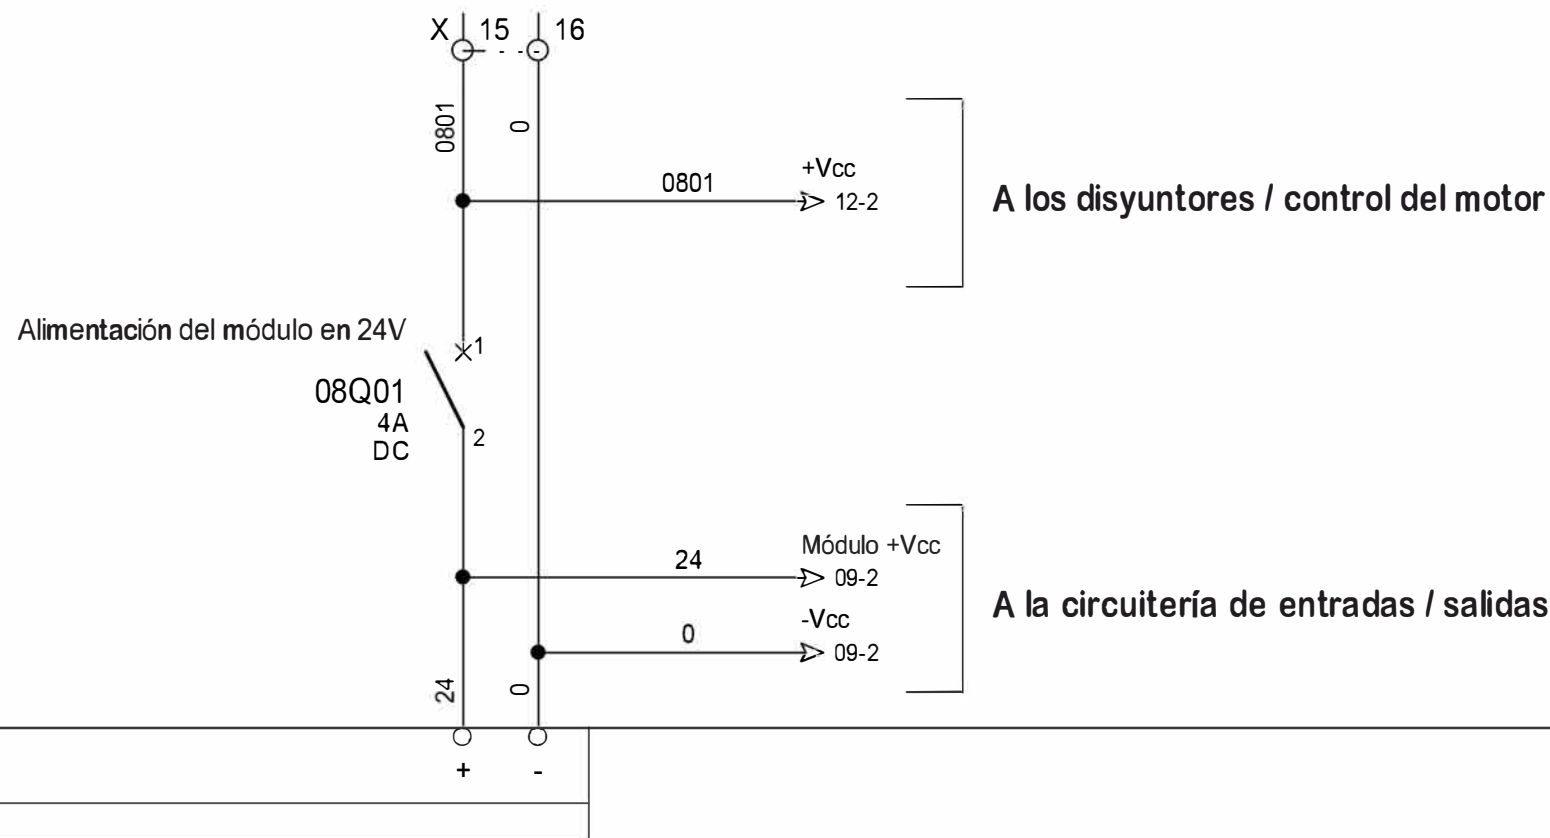 X 15 16
0801
0
+Vcc
0801
12-2
A los disyuntores / control del motor
Alimentación del módulo en 24V
1
08Q01
4A
2
DC
Módulo +Vcc
24
09-2
A la circuitería de entradas / salidas
-Vcc
0
09-2
24
0
+ -